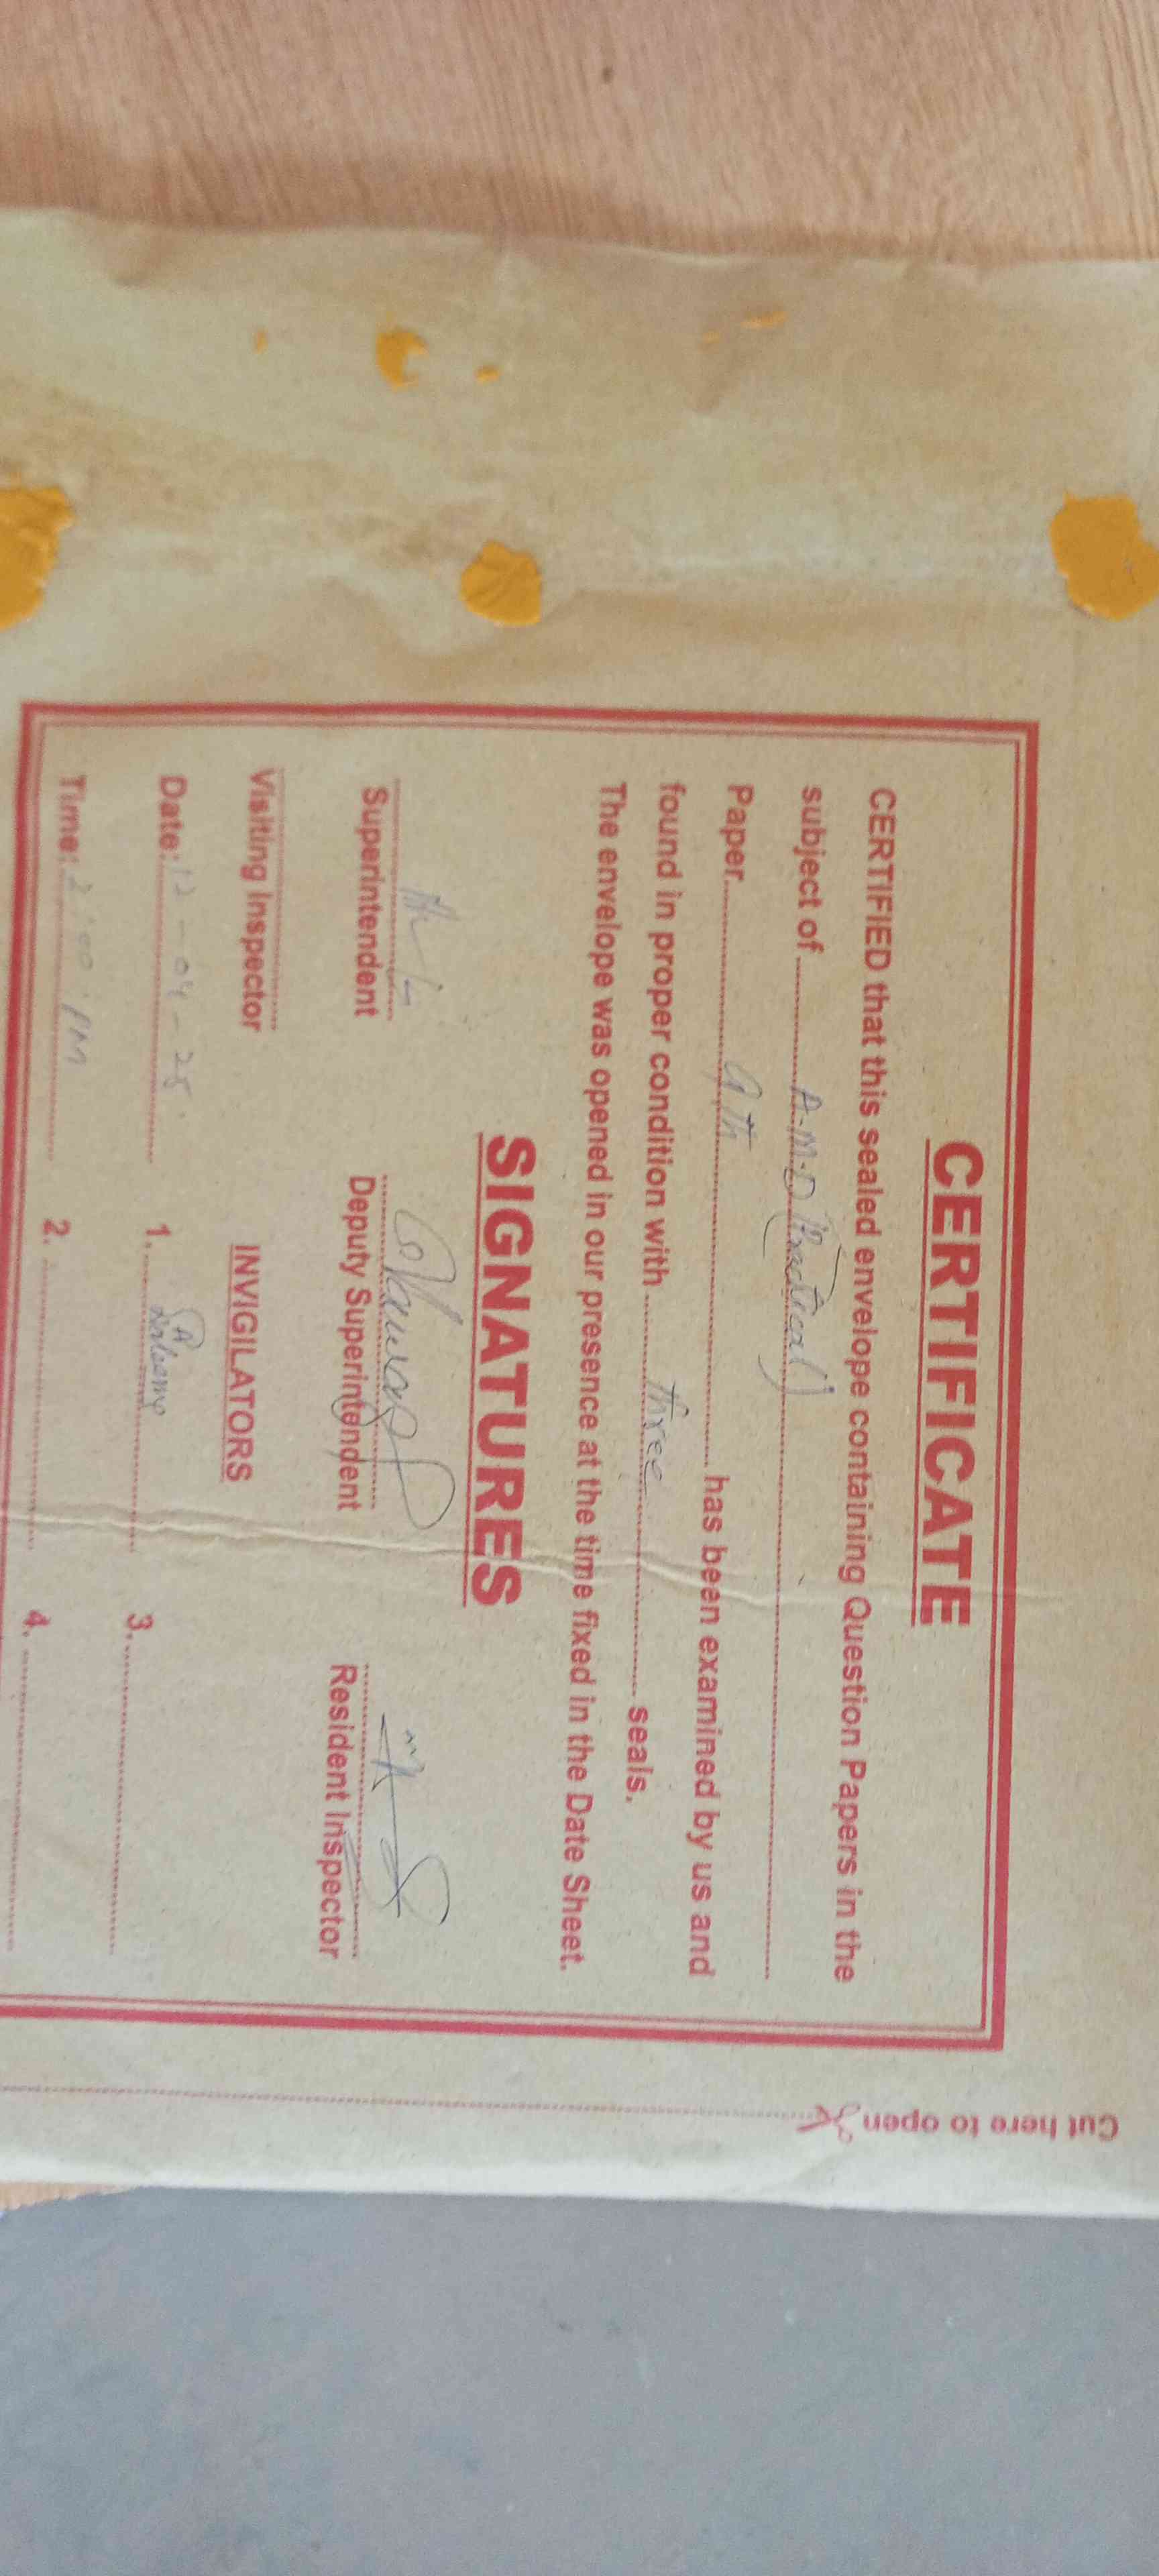 CERTIFICATE
CERTIFIED that this sealed envelope containing Question Papers in the
subject of A.M.D (Practical)
Paper 9th has been examined by us and
found in proper condition with three seals.
The envelope was opened in our presence at the time fixed in the Date Sheet.
SIGNATURES
Superintendent Deputy Superintendent Resident Inspector
Visiting Inspector INVIGILATORS
Date: 12-04-25. 1. 3.
Time: 2:00 PM 2. 4.
Cut here to open